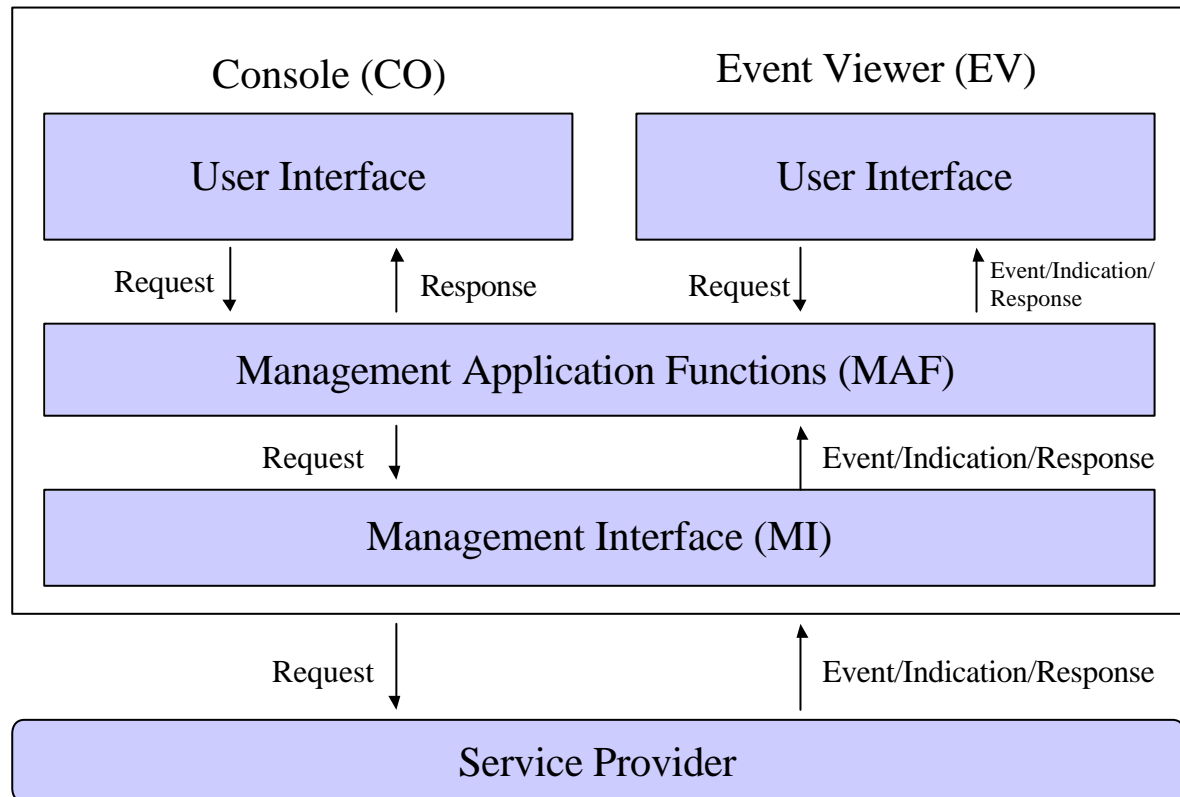 Console (CO)
Event Viewer (EV)
User Interface
User Interface
Request
Response
Request
Event/Indication/
Response
Management Application Functions (MAF)
Request
Event/Indication/Response
Management Interface (MI)
Request
Event/Indication/Response
Service Provider